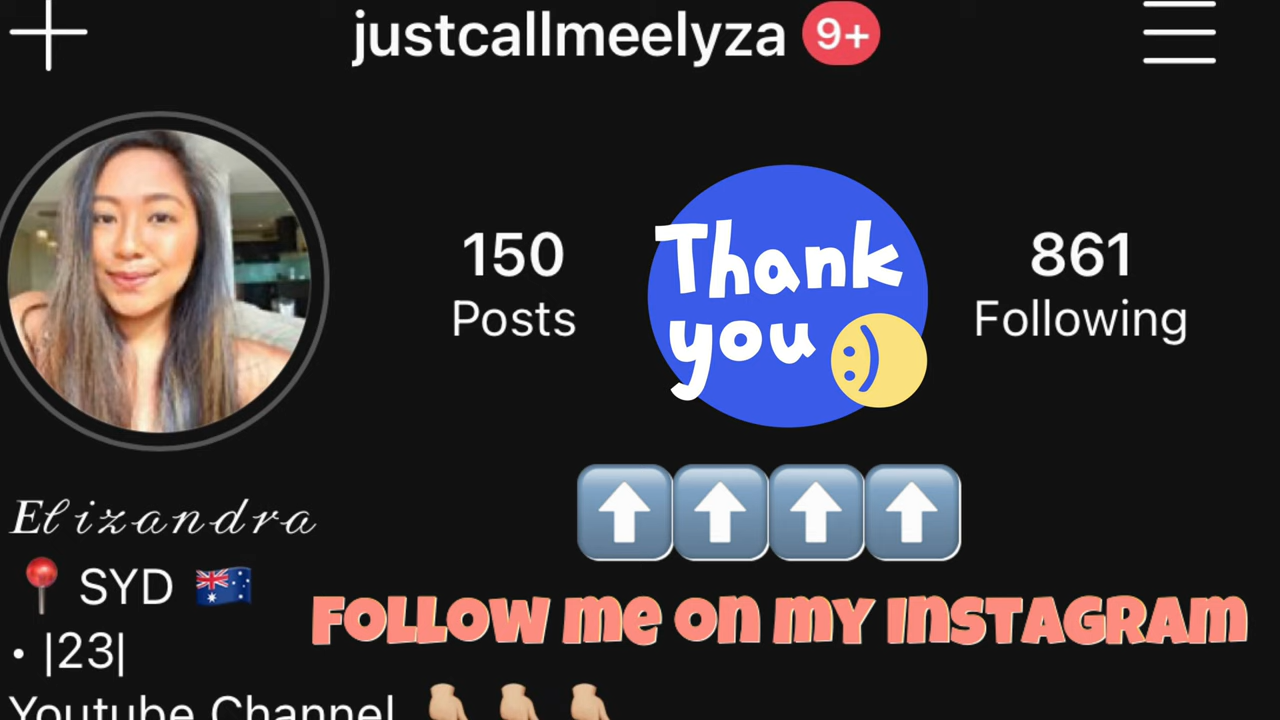 justcallmeelyza 9+
150
Posts
Thank
you
861
Following
Elizandra
SYD
• |23|
FOLLOW me ON MY INSTAGRAM
Youtube Channel